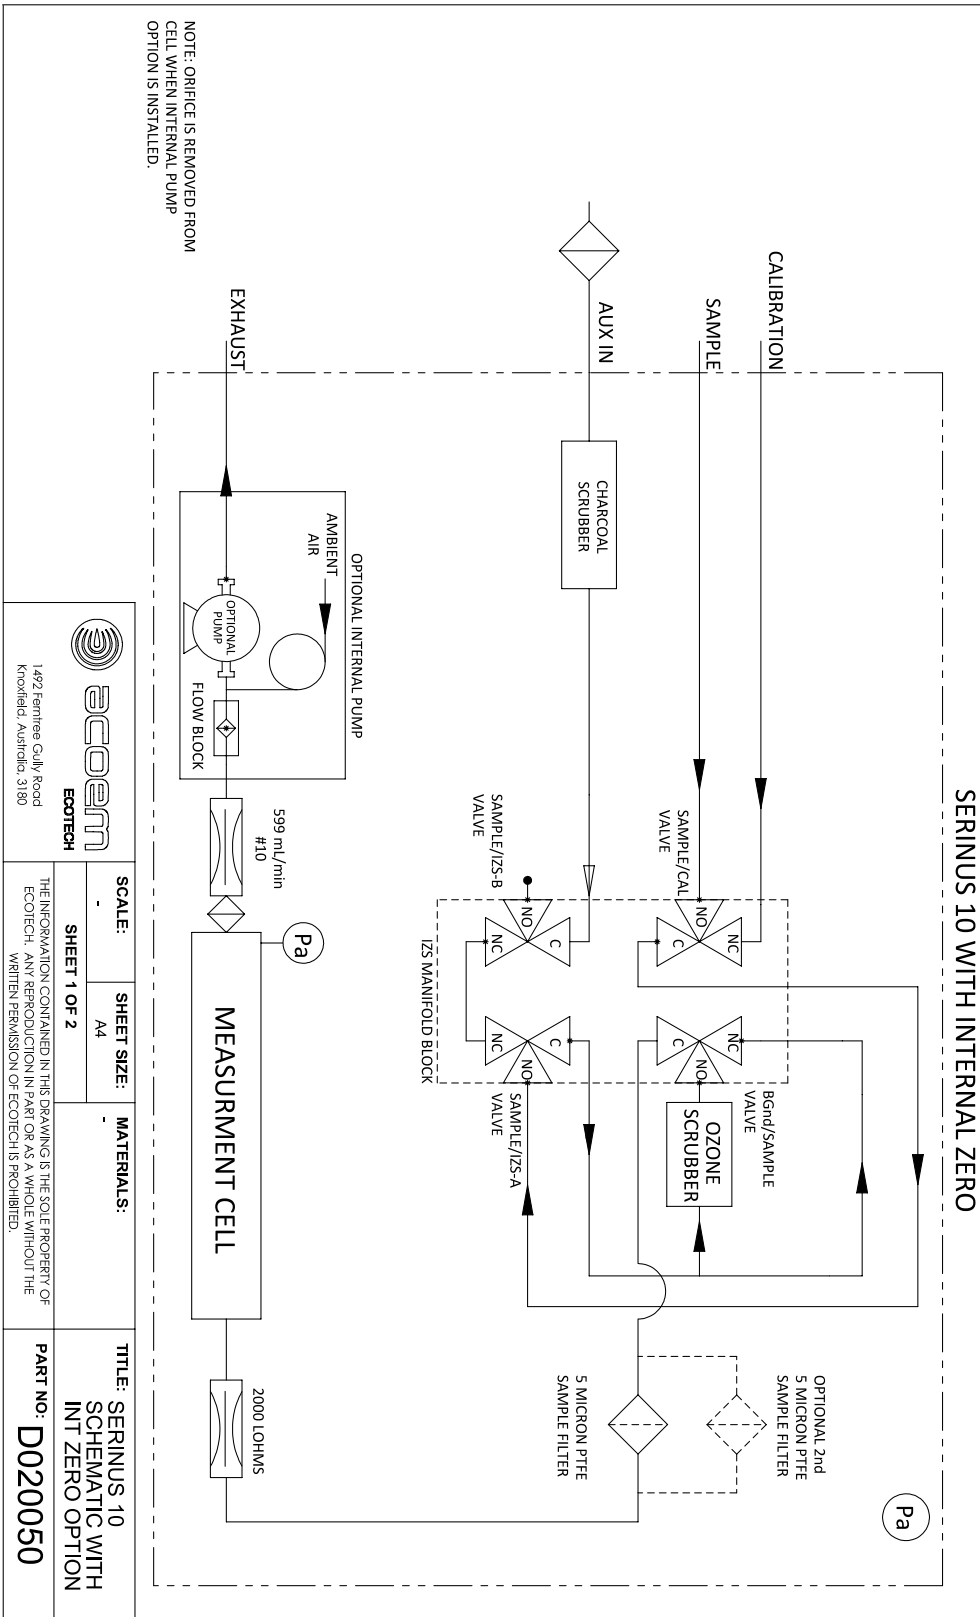 SERINUS 10 WITH INTERNAL ZERO
CALIBRATION
SAMPLE
AUX IN
EXHAUST
NOTE: ORIFICE IS REMOVED FROM
CELL WHEN INTERNAL PUMP
OPTION IS INSTALLED.
CHARCOAL
SCRUBBER
OPTIONAL INTERNAL PUMP
AMBIENT
AIR
OPTIONAL
PUMP
FLOW BLOCK
599 mL/min
#10
SAMPLE/CAL
VALVE
NC
NO
C
SAMPLE/IZS-B
VALVE
C
NO
NC
IZS MANIFOLD BLOCK
BGnd/SAMPLE
VALVE
NC
NO
C
OZONE
SCRUBBER
C
NO
NC
SAMPLE/IZS-A
VALVE
Pa
MEASURMENT CELL
OPTIONAL 2nd
5 MICRON PTFE
SAMPLE FILTER
5 MICRON PTFE
SAMPLE FILTER
2000 LOHMS
Pa
acoem
ECOTECH
1492 Ferntree Gully Road
Knoxfield, Australia, 3180
SCALE:
-
SHEET SIZE:
A4
MATERIALS:
-
SHEET 1 OF 2
THE INFORMATION CONTAINED IN THIS DRAWING IS THE SOLE PROPERTY OF
ECOTECH. ANY REPRODUCTION IN PART OR AS A WHOLE WITHOUT THE
WRITTEN PERMISSION OF ECOTECH IS PROHIBITED.
TITLE: SERINUS 10
SCHEMATIC WITH
INT ZERO OPTION
PART NO: D020050